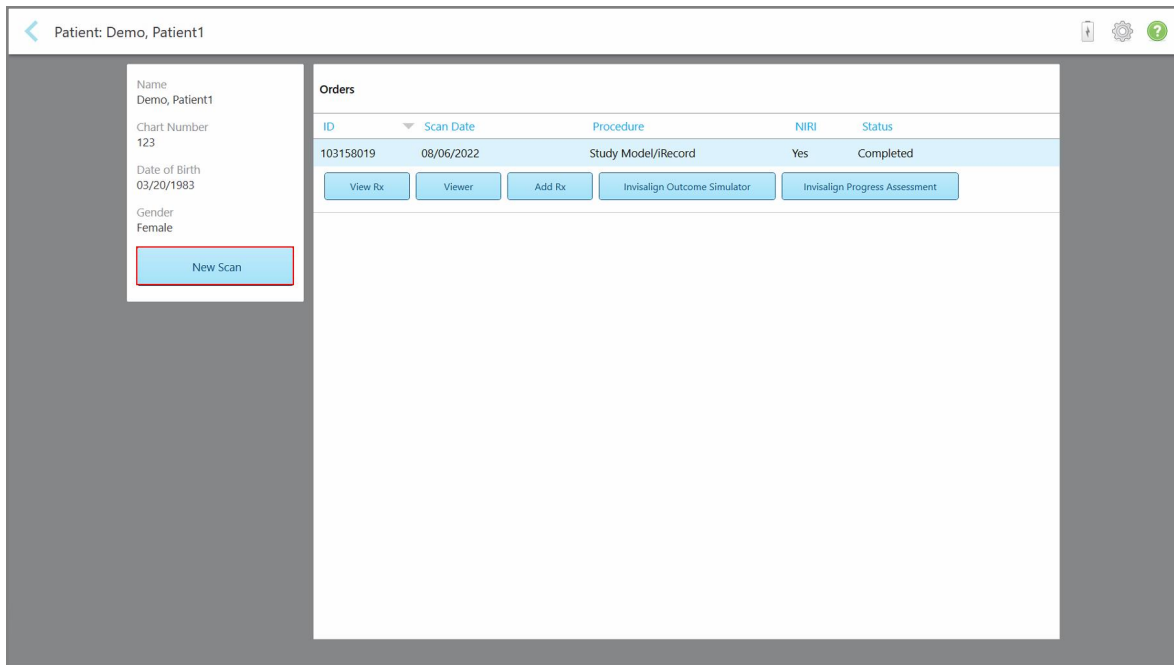 Patient: Demo, Patient1
?
Name
Demo, Patient1
Chart Number
123
Date of Birth
03/20/1983
Gender
Female
New Scan
Orders
ID Scan Date Procedure NIRI Status
103158019 08/06/2022 Study Model/iRecord Yes Completed
View Rx Viewer Add Rx Invisalign Outcome Simulator Invisalign Progress Assessment